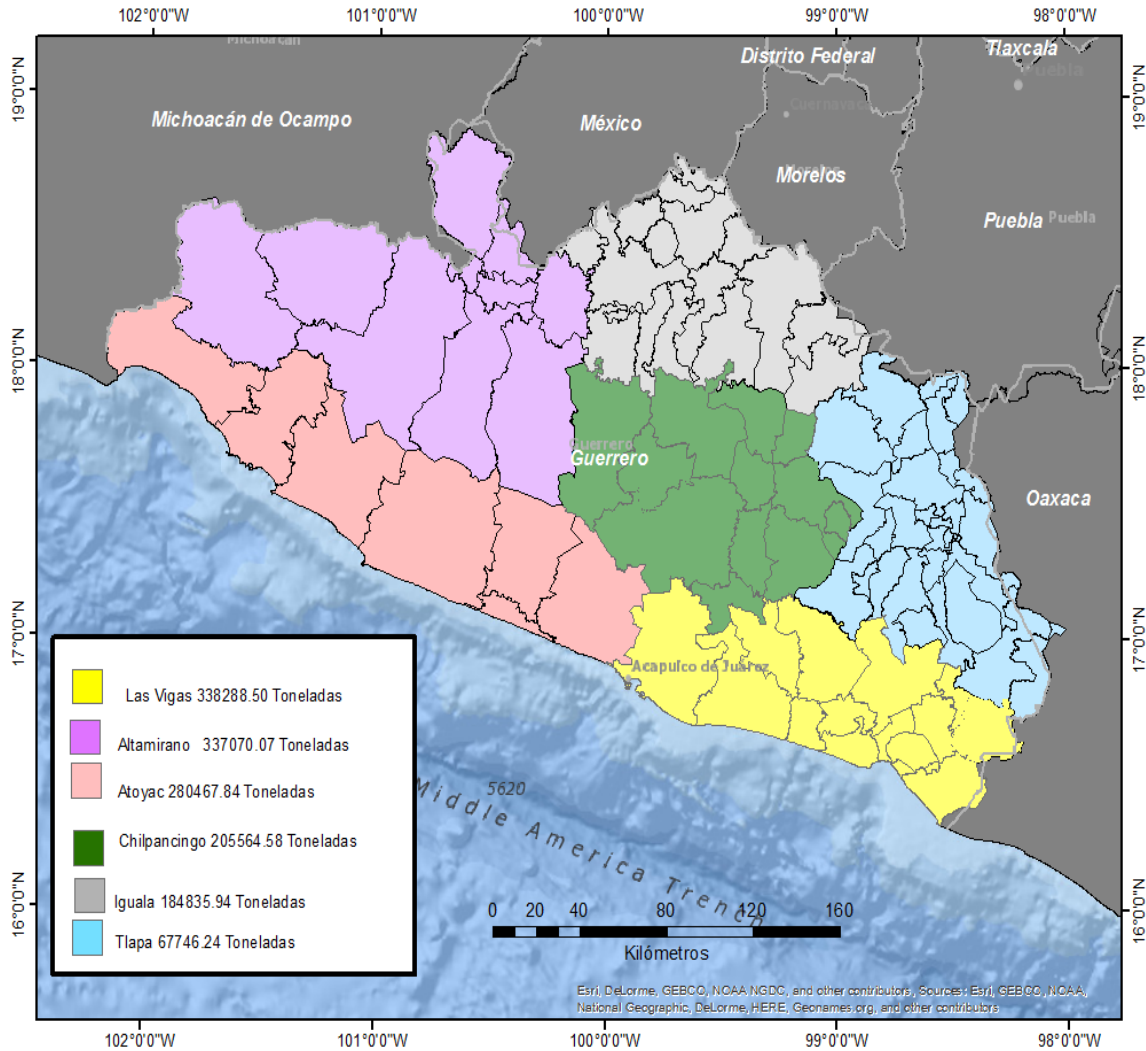 102°0'0"W 101°0'0"W 100°0'0"W 99°0'0"W 98°0'0"W
Michoacán
Distrito Federal
Tlaxcala
Puebla
19°0'0"N
19°0'0"N
Cuernavaca
Michoacán de Ocampo
México
Morelos
Morelos
Puebla Puebla
18°0'0"N
18°0'0"N
Guerrero
Guerrero
Oaxaca
17°0'0"N
17°0'0"N
Acapulco de Juaroz
Las Vigas 338288.50 Toneladas
Altamirano 337070.07 Toneladas
Atoyac 280467.84 Toneladas
Chilpancingo 205564.58 Toneladas
Iguala 184835.94 Toneladas
Tlapa 67746.24 Toneladas
5620
Middle America Trench
16°0'0"N
16°0'0"N
0 20 40 80 120 160
Kilómetros
Esri, DeLorme, GEBCO, NOAA NGDC, and other contributors, Sources: Esri, GEBCO, NOAA,
National Geographic, DeLorme, HERE, Geonames.org, and other contributors
102°0'0"W 101°0'0"W 100°0'0"W 99°0'0"W 98°0'0"W